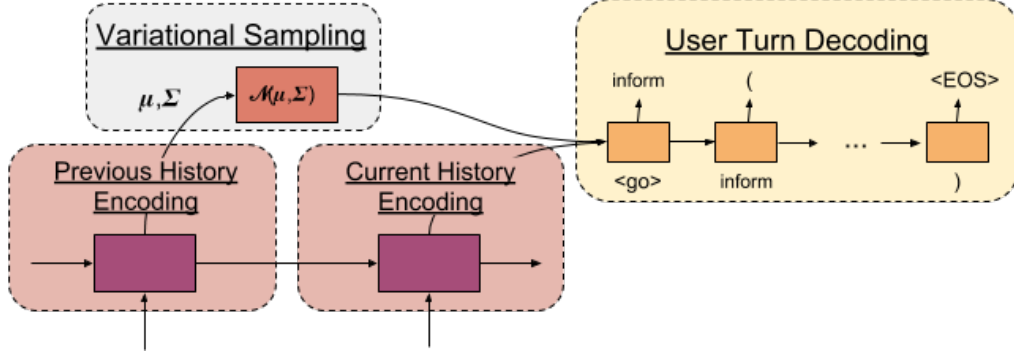 Variational Sampling
μ,Σ
𝒩(μ,Σ)
Previous History
Encoding
Current History
Encoding
User Turn Decoding
inform
(
<EOS>
...
<go>
inform
)